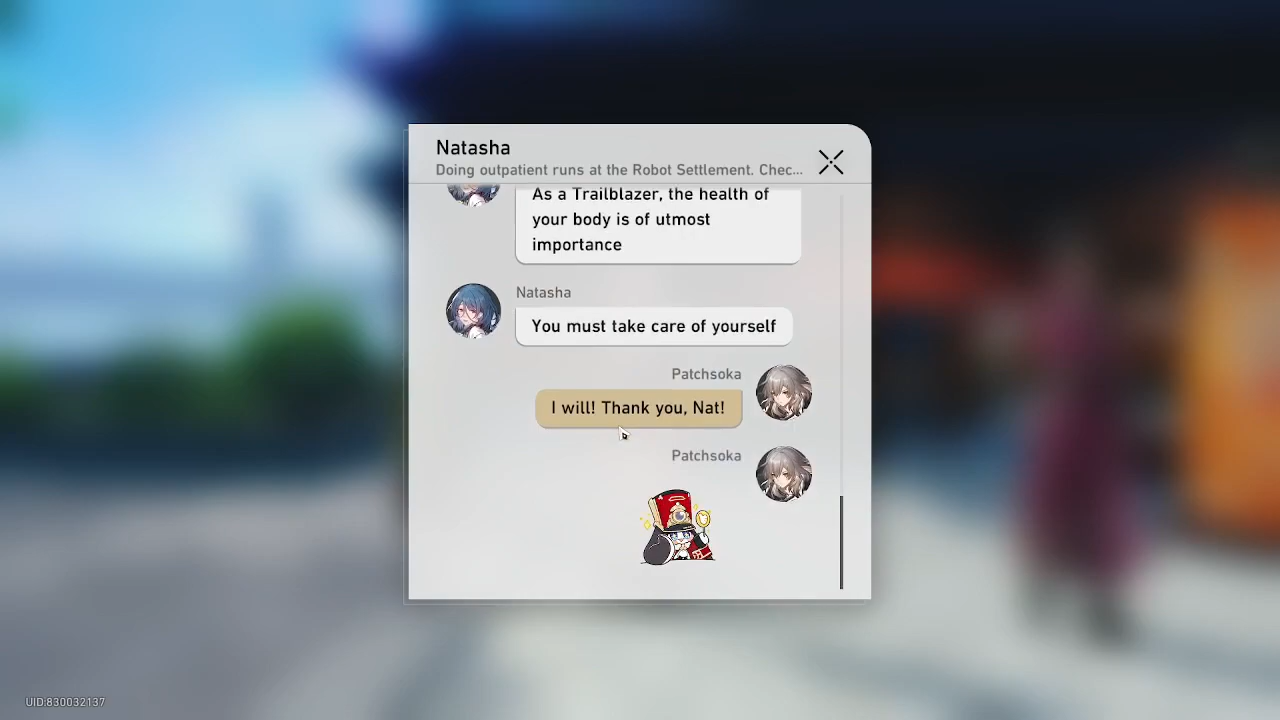 Natasha
Doing outpatient runs at the Robot Settlement. Chec...
As a Trailblazer, the health of
your body is of utmost
importance
Natasha
You must take care of yourself
Patchsoka
I will! Thank you, Nat!
Patchsoka
UID:830032137